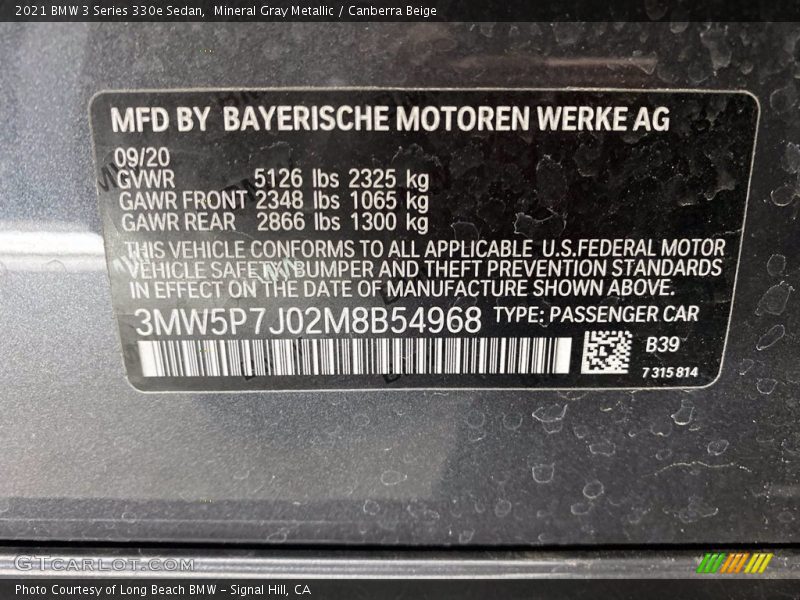 2021 BMW 3 Series 330e Sedan,  Mineral Gray Metallic / Canberra Beige
MFD BY BAYERISCHE MOTOREN WERKE AG
09/20
GVWR 5126 lbs 2325 kg
GAWR FRONT 2348 lbs 1065 kg
GAWR REAR 2866 lbs 1300 kg
THIS VEHICLE CONFORMS TO ALL APPLICABLE U.S.FEDERAL MOTOR
VEHICLE SAFETY, BUMPER AND THEFT PREVENTION STANDARDS
IN EFFECT ON THE DATE OF MANUFACTURE SHOWN ABOVE.
3MW5P7J02M8B54968 TYPE: PASSENGER CAR
B39
7 315 814
GTCARLOT.COM
Photo Courtesy of Long Beach BMW - Signal Hill, CA